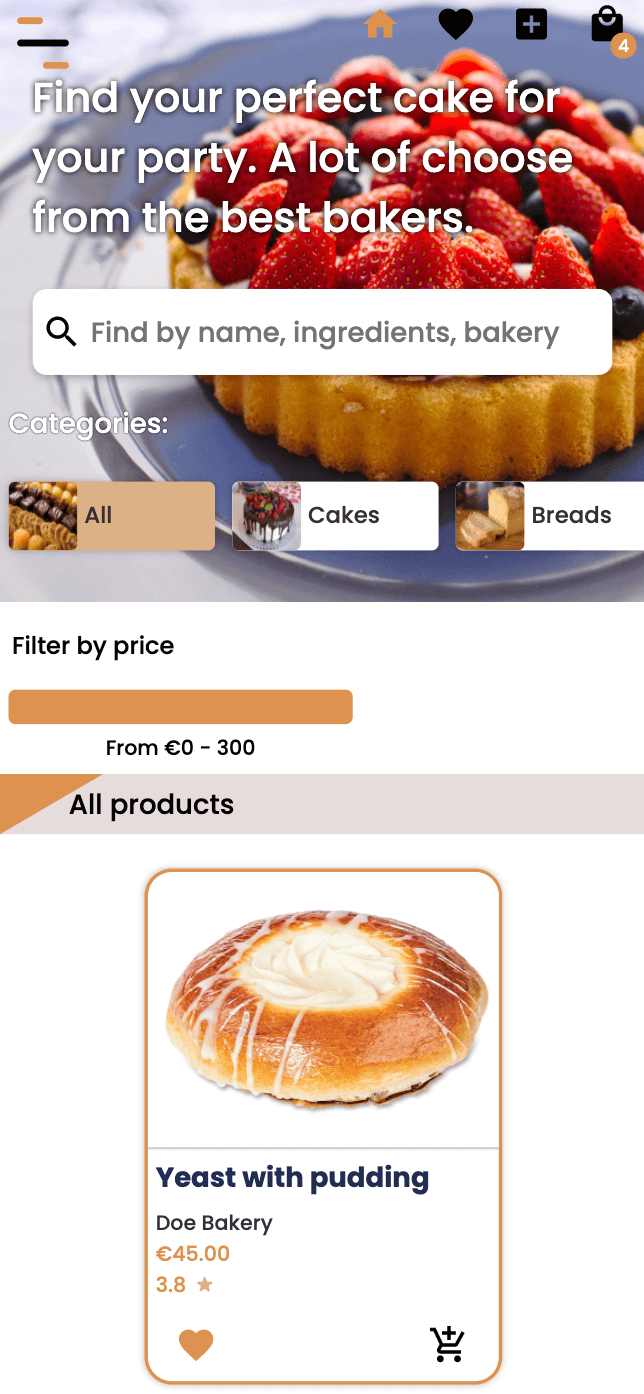 4
Find your perfect cake for
your party. A lot of choose
from the best bakers.
Find by name, ingredients, bakery
Categories:
All
Cakes
Breads
Filter by price
From €0 - 300
All products
Yeast with pudding
Doe Bakery
€45.00
3.8